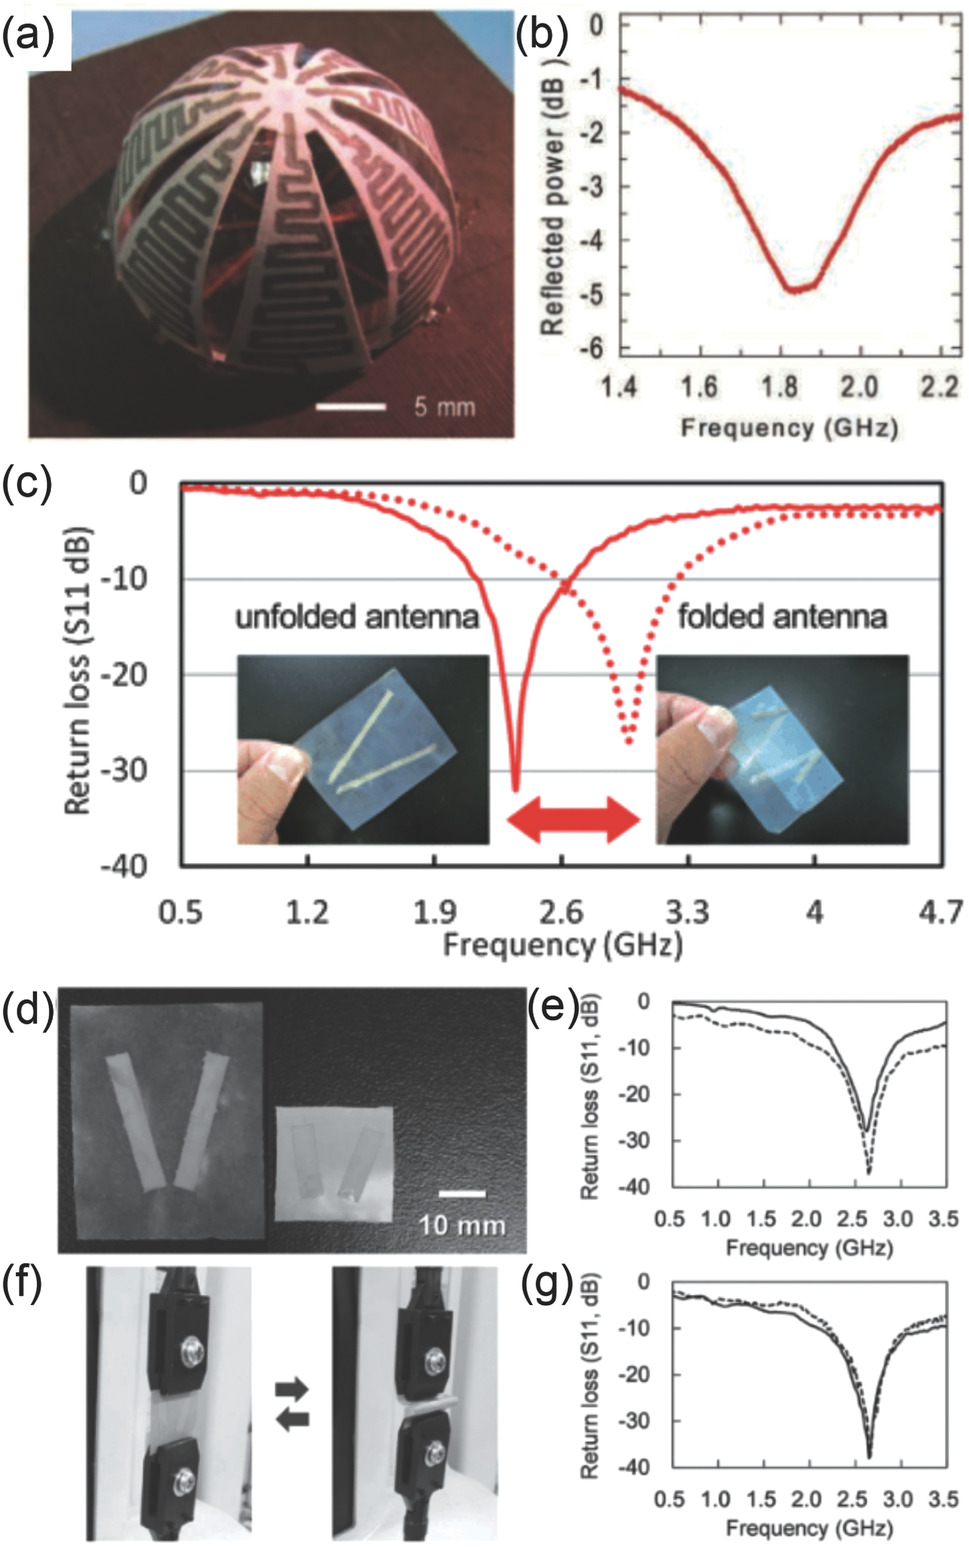 (a)
5 mm
(b)
0
-1
-2
-3
-4
-5
-6
Reflected power (dB )
1.4 1.6 1.8 2.0 2.2
Frequency (GHz)
(c)
0
-10
-20
-30
-40
Return loss (S11 dB)
unfolded antenna
folded antenna
0.5 1.2 1.9 2.6 3.3 4 4.7
Frequency (GHz)
(d)
10 mm
(e)
0
-10
-20
-30
-40
Return loss (S11, dB)
0.5 1.0 1.5 2.0 2.5 3.0 3.5
Frequency (GHz)
(f)
(g)
0
-10
-20
-30
-40
Return loss (S11, dB)
0.5 1.0 1.5 2.0 2.5 3.0 3.5
Frequency (GHz)